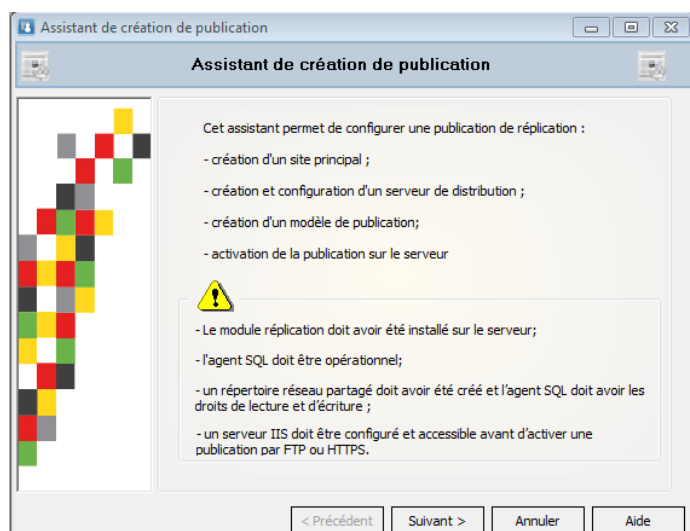 Assistant de création de publication
Assistant de création de publication
Cet assistant permet de configurer une publication de réplication :
- création d'un site principal ;
- création et configuration d'un serveur de distribution ;
- création d'un modèle de publication;
- activation de la publication sur le serveur
- Le module réplication doit avoir été installé sur le serveur;
- l'agent SQL doit être opérationnel;
- un répertoire réseau partagé doit avoir été créé et l'agent SQL doit avoir les
droits de lecture et d'écriture ;
- un serveur IIS doit être configuré et accessible avant d'activer une
publication par FTP ou HTTPS.
< Précédent Suivant > Annuler Aide